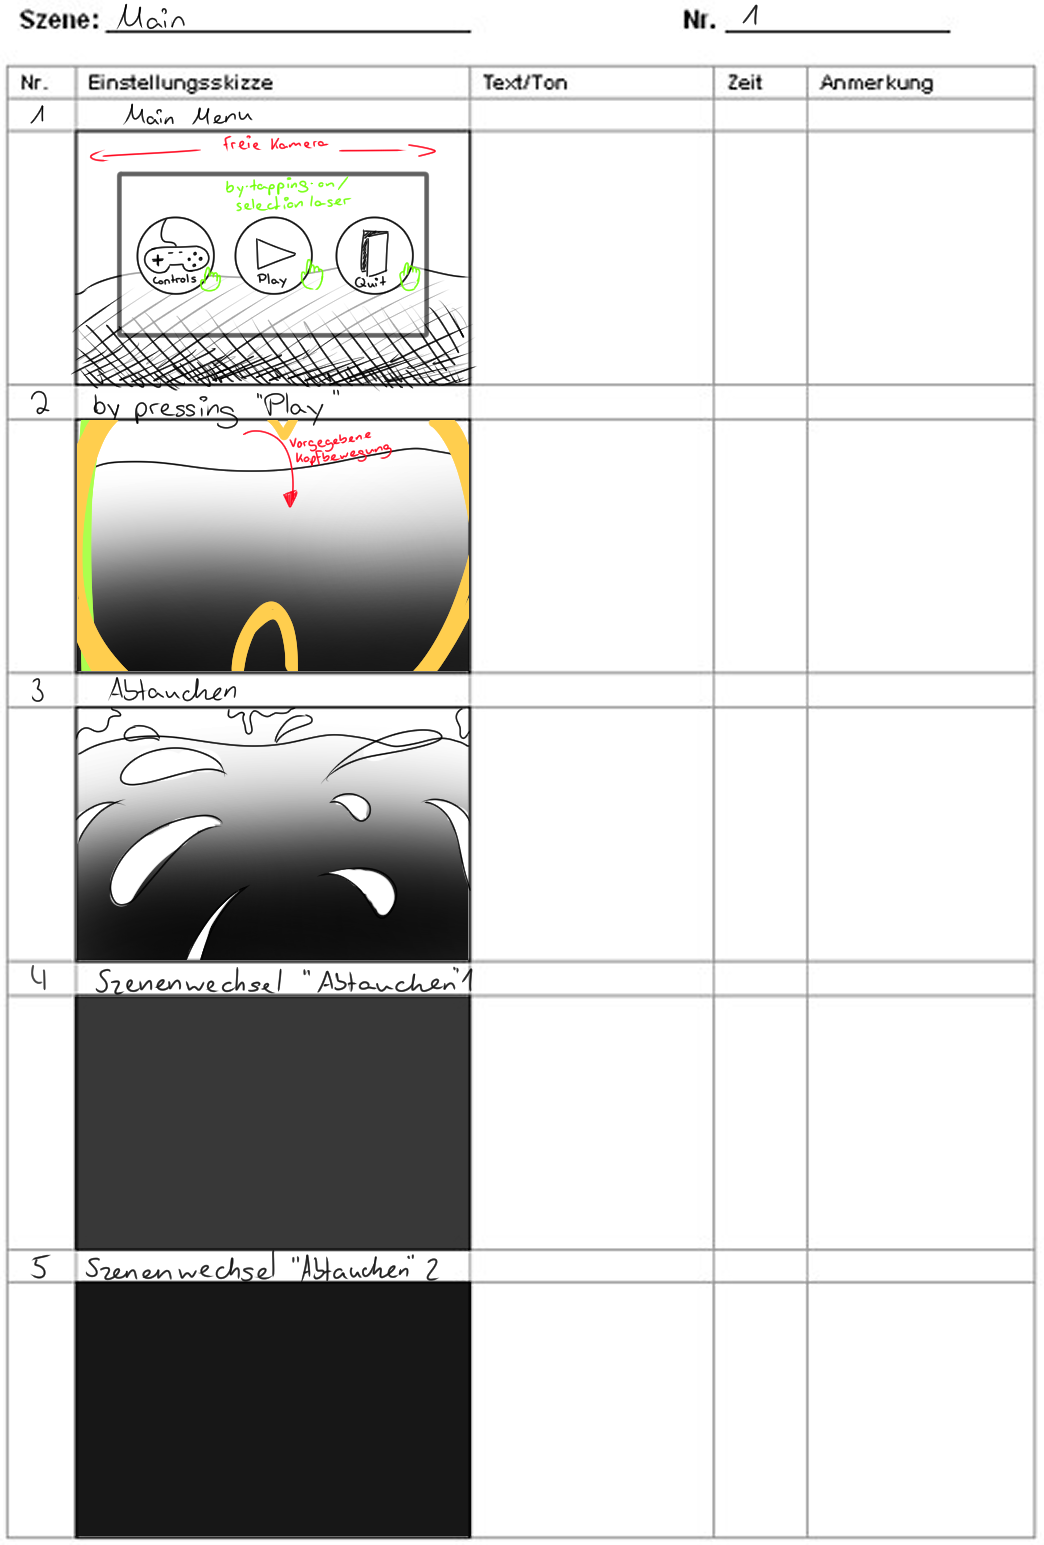 Szene: Main Nr. 1
Nr. Einstellungsskizze Text/Ton Zeit Anmerkung
1 Main Menu
freie Kamera
by tapping on/
selection laser
Controls Play Quit
2 by pressing "Play"
Vorgegebene
Kopfbewegung
3 Abtauchen
4 Szenenwechsel "Abtauchen" 1
5 Szenenwechsel "Abtauchen" 2